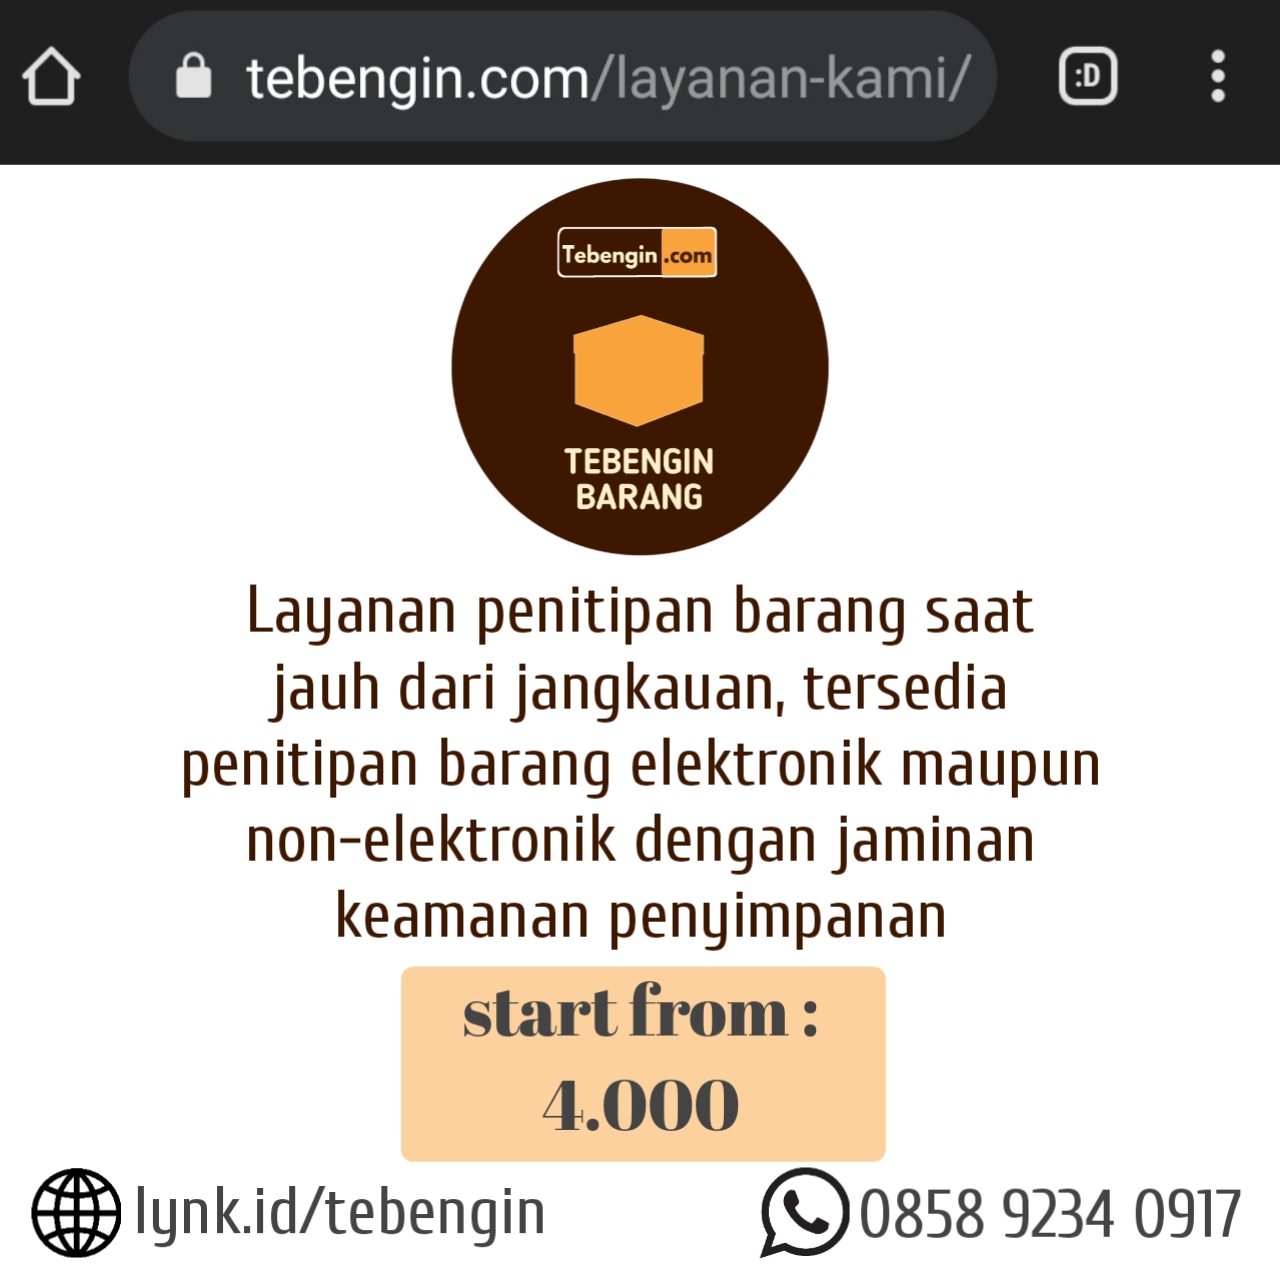 tebengin.com/layanan-kami/
:D
Tebengin.com
TEBENGIN
BARANG
Layanan penitipan barang saat
jauh dari jangkauan, tersedia
penitipan barang elektronik maupun
non-elektronik dengan jaminan
keamanan penyimpanan
start from :
4.000
lynk.id/tebengin
0858 9234 0917